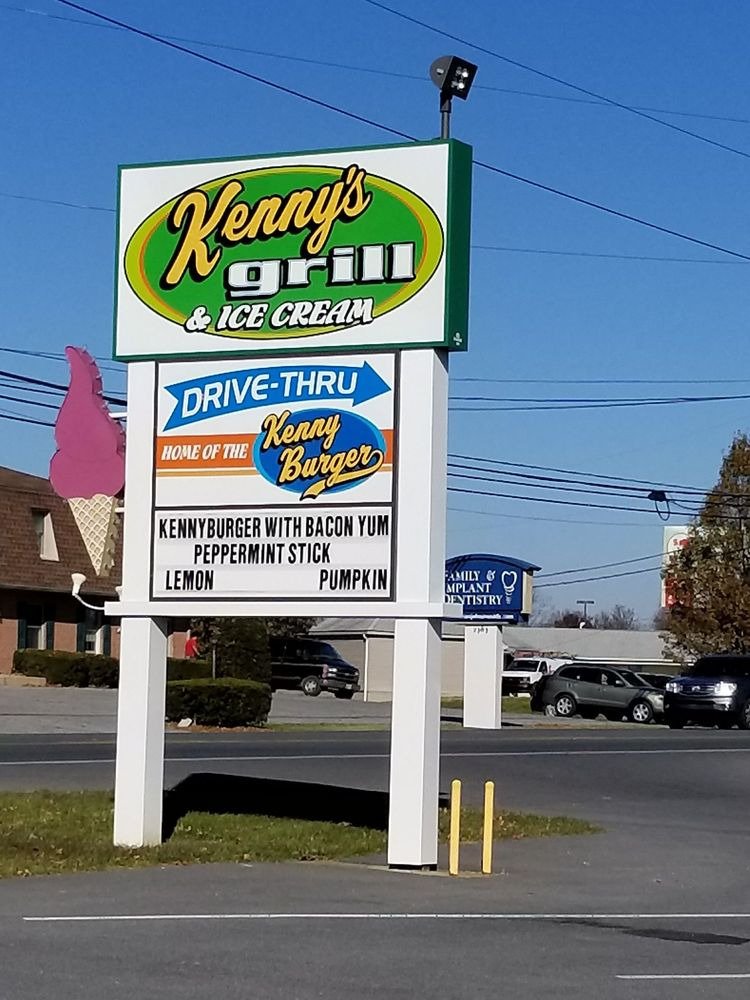 Kenny's
grill
& ICE CREAM
DRIVE-THRU
HOME OF THE
Kenny
Burger
KENNYBURGER WITH BACON YUM
PEPPERMINT STICK
LEMON PUMPKIN
FAMILY &
IMPLANT
DENTISTRY